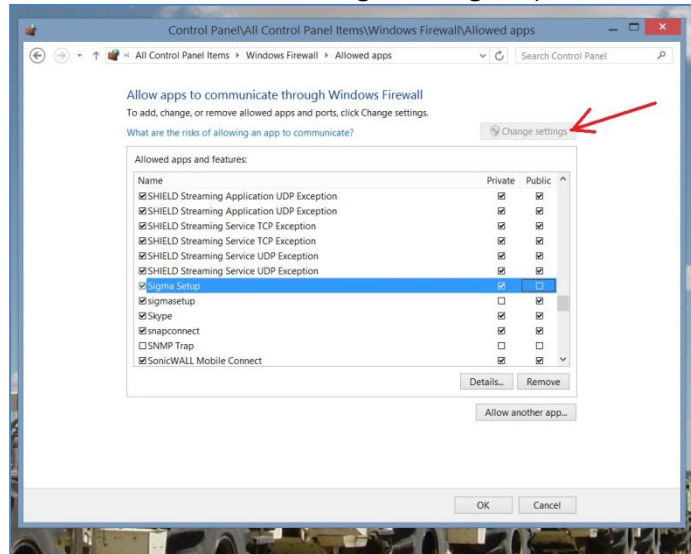 Control Panel\All Control Panel Items\Windows Firewall\Allowed apps
« All Control Panel Items ▸ Windows Firewall ▸ Allowed apps
Search Control Panel
Allow apps to communicate through Windows Firewall
To add, change, or remove allowed apps and ports, click Change settings.
What are the risks of allowing an app to communicate?
Change settings
Allowed apps and features:
Name Private Public
SHIELD Streaming Application UDP Exception
SHIELD Streaming Application UDP Exception
SHIELD Streaming Service TCP Exception
SHIELD Streaming Service TCP Exception
SHIELD Streaming Service UDP Exception
SHIELD Streaming Service UDP Exception
Sigma Setup
sigmasetup
Skype
snapconnect
SNMP Trap
SonicWALL Mobile Connect
Details... Remove
Allow another app...
OK Cancel